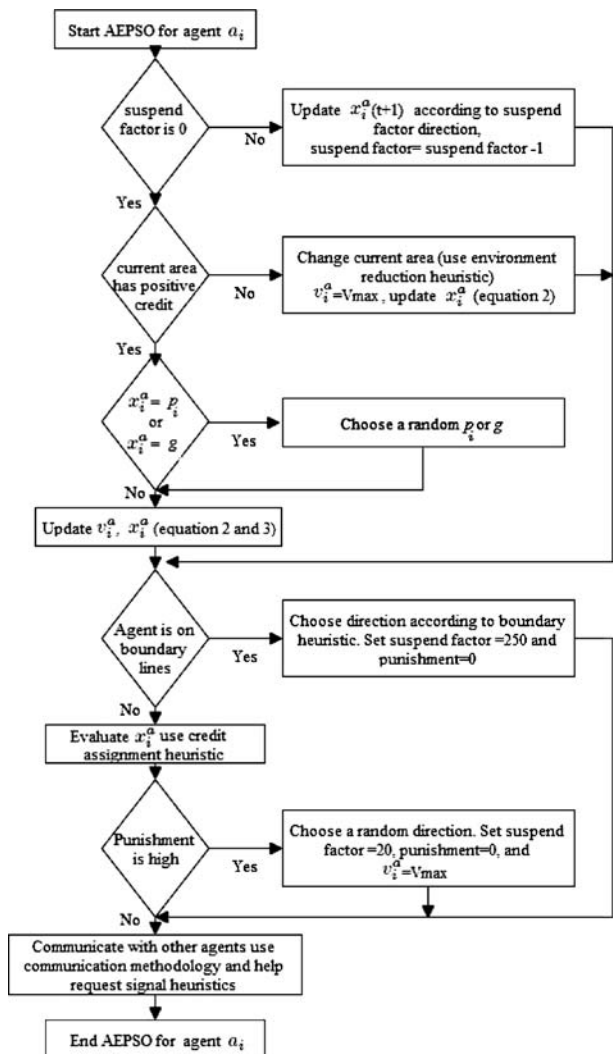 Start AEPSO for agent a_i
suspend
factor is 0
No
Update x_i^a(t+1) according to suspend
factor direction,
suspend factor= suspend factor -1
Yes
current area
has positive
credit
No
Change current area (use environment
reduction heuristic)
v_i^a=Vmax , update x_i^a (equation 2)
Yes
x_i^a= p_i
or
x_i^a= g
Yes
Choose a random p_i or g
No
Update v_i^a, x_i^a (equation 2 and 3)
Agent is on
boundary
lines
Yes
Choose direction according to boundary
heuristic. Set suspend factor =250 and
punishment=0
No
Evaluate x_i^a use credit
assignment heuristic
Punishment
is high
Yes
Choose a random direction. Set suspend
factor =20, punishment=0, and
v_i^a=Vmax
No
Communicate with other agents use
communication methodology and help
request signal heuristics
End AEPSO for agent a_i